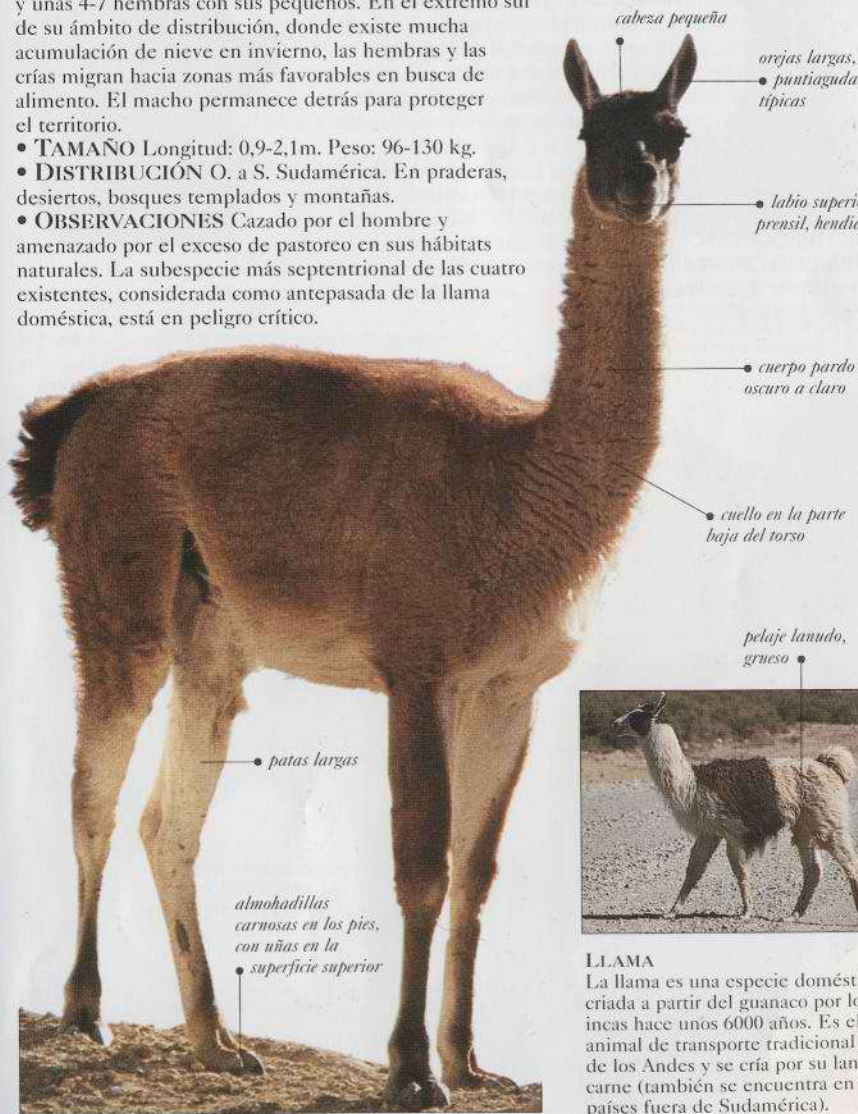 y unas 4-7 hembras con sus pequeños. En el extremo sur
de su ámbito de distribución, donde existe mucha
acumulación de nieve en invierno, las hembras y las
crías migran hacia zonas más favorables en busca de
alimento. El macho permanece detrás para proteger
el territorio.
• TAMAÑO Longitud: 0,9-2,1m. Peso: 96-130 kg.
• DISTRIBUCIÓN O. a S. Sudamérica. En praderas,
desiertos, bosques templados y montañas.
• OBSERVACIONES Cazado por el hombre y
amenazado por el exceso de pastoreo en sus hábitats
naturales. La subespecie más septentrional de las cuatro
existentes, considerada como antepasada de la llama
doméstica, está en peligro crítico.
cabeza pequeña
orejas largas,
puntiaguda
típicas
labio superi
prensil, hendid
cuerpo pardo
oscuro a claro
cuello en la parte
baja del torso
pelaje lanudo,
grueso
patas largas
almohadillas
carnosas en los pies,
con uñas en la
superficie superior
LLAMA
La llama es una especie domést
criada a partir del guanaco por lo
incas hace unos 6000 años. Es el
animal de transporte tradicional
de los Andes y se cría por su lan
carne (también se encuentra en
países fuera de Sudamérica).